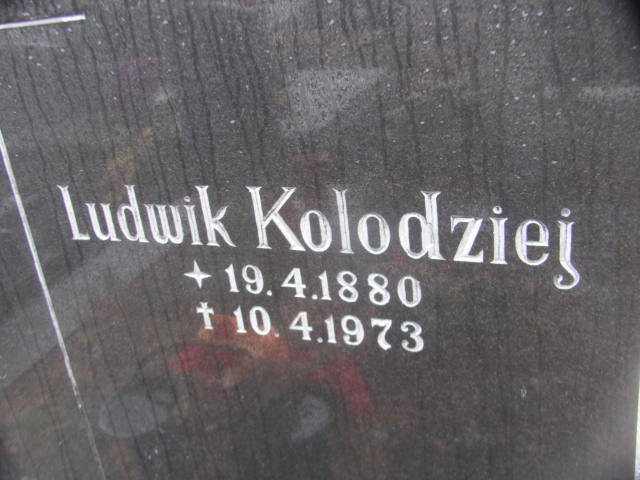 Ludwik Kolodziej
✦ 19.4.1880
✝ 10.4.1973